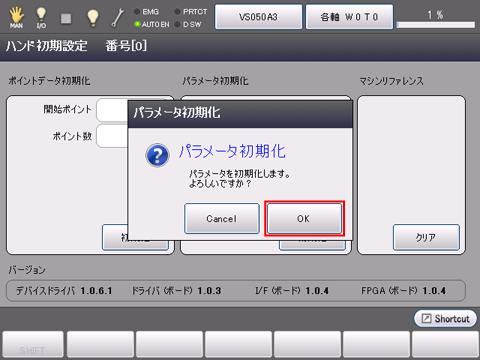 MAN
I/O
EMG
AUTO EN
PRTCT
D-SW
VS050A3
各軸 W 0 T 0
1 %
ハンド初期設定 番号[0]
ポイントデータ初期化
パラメータ初期化
マシンリファレンス
開始ポイント
ポイント数
パラメータ初期化
パラメータ初期化
パラメータを初期化します。
よろしいですか？
Cancel
OK
クリア
バージョン
デバイスドライバ 1.0.6.1 ドライバ (ボード) 1.0.3 I/F (ボード) 1.0.4 FPGA (ボード) 1.0.4
Shortcut
SHIFT